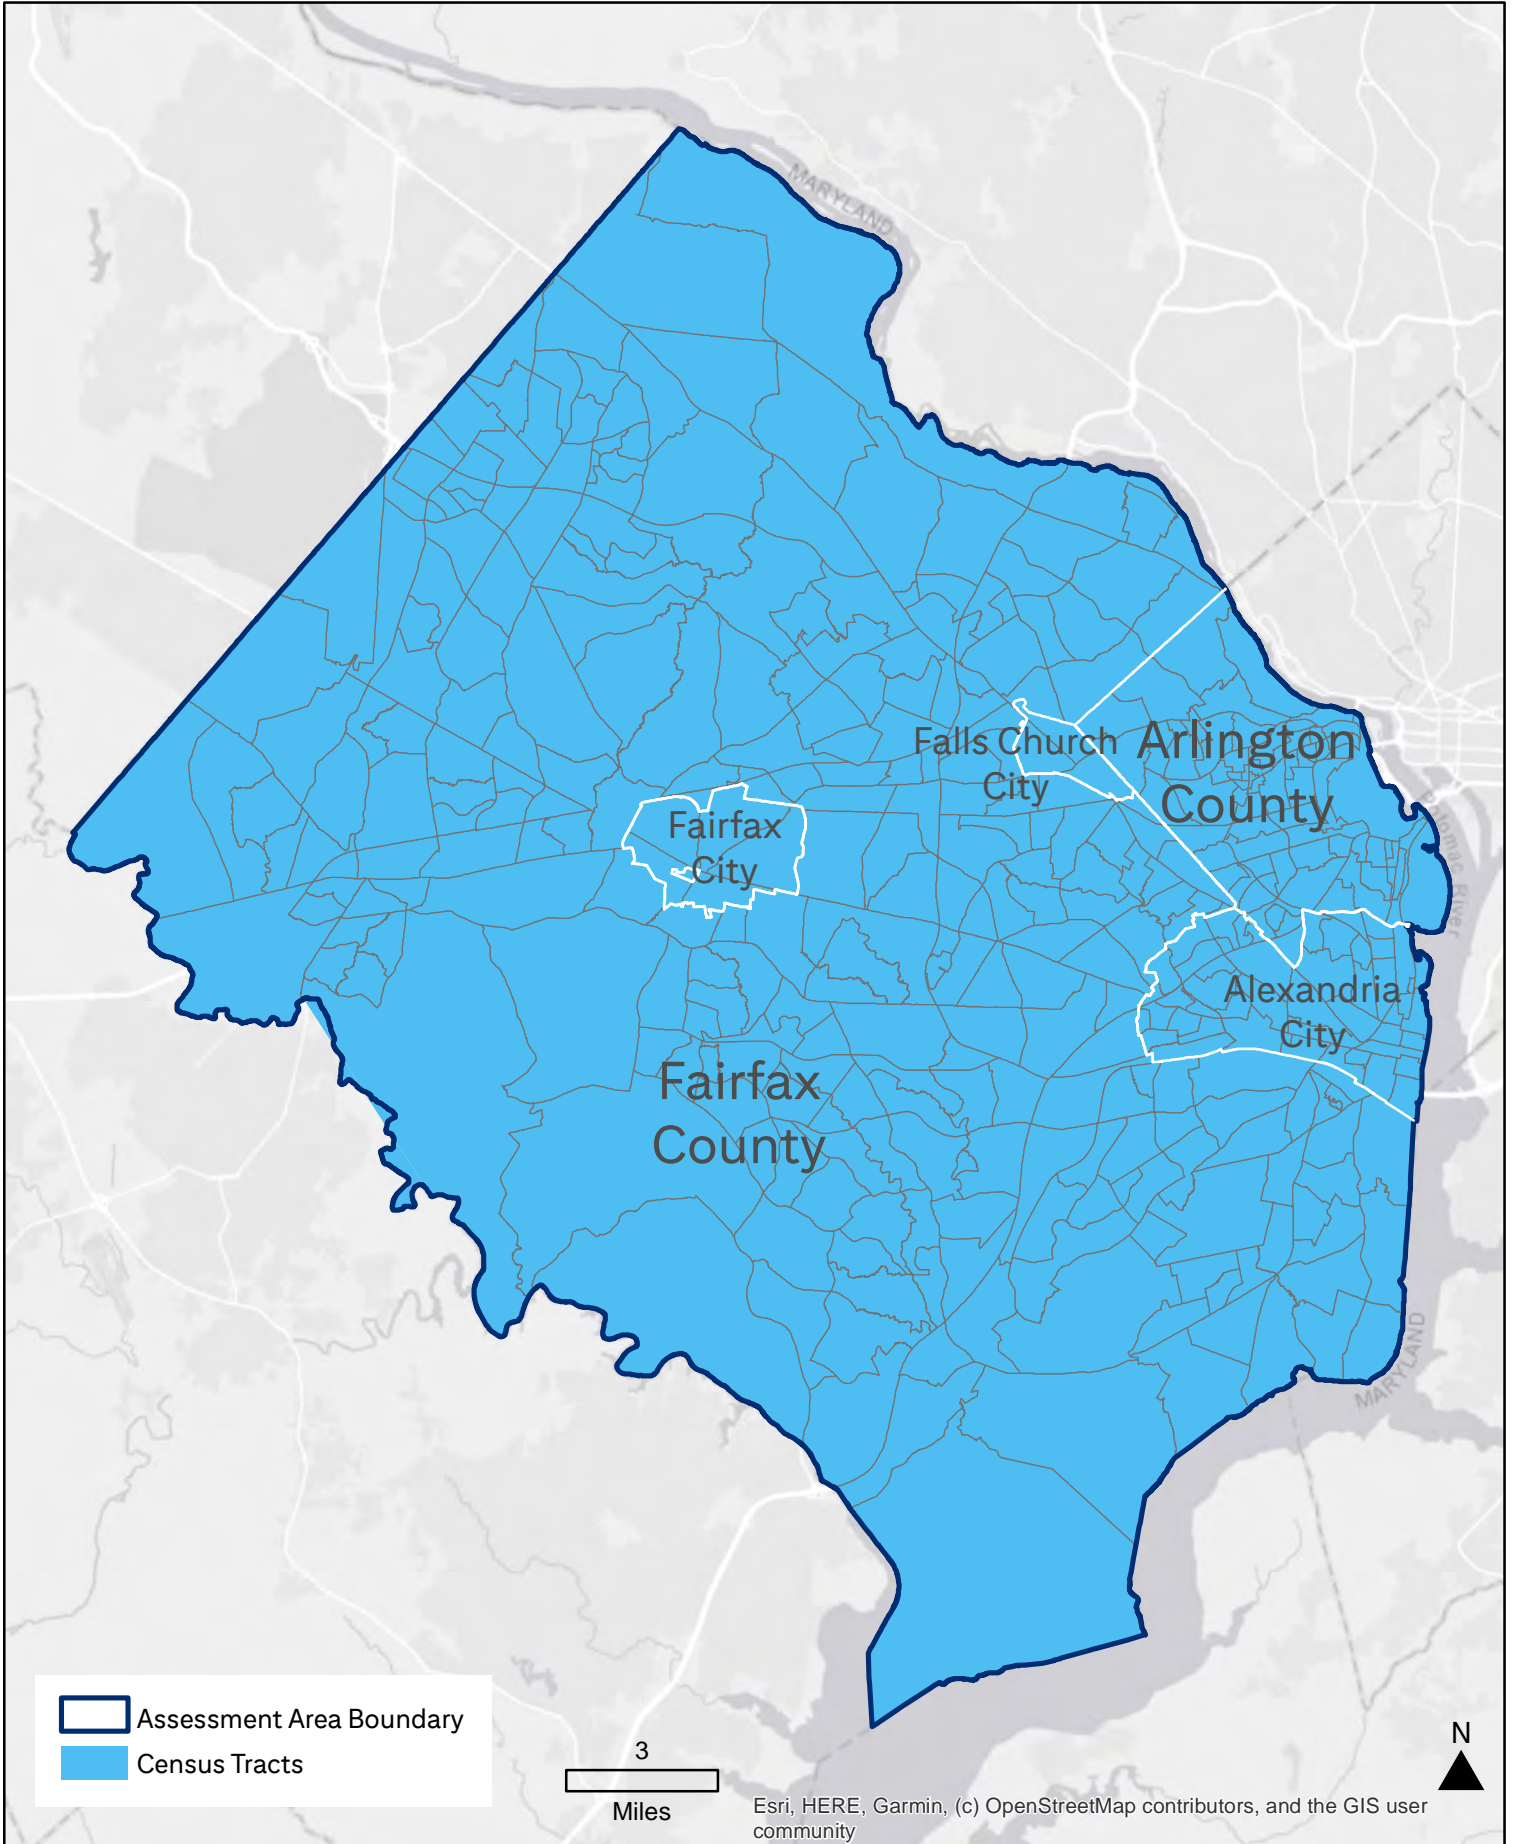 MARYLAND
Falls Church
City
Arlington
County
Fairfax
City
Potomac River
Alexandria
City
Fairfax
County
MARYLAND
Assessment Area Boundary
Census Tracts
3
Miles
N
Esri, HERE, Garmin, (c) OpenStreetMap contributors, and the GIS user
community